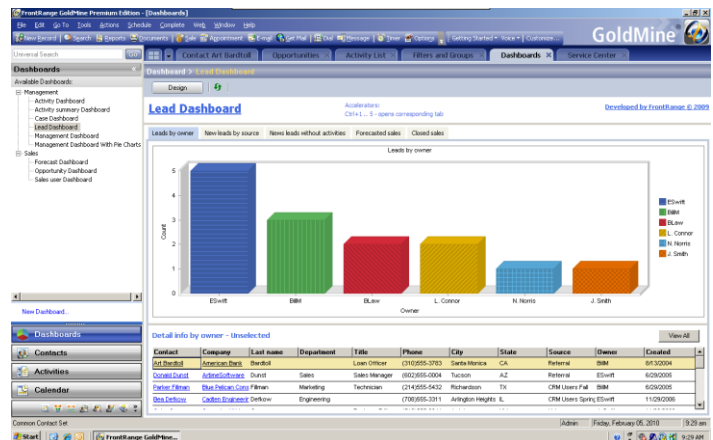 FrontRange GoldMine Premium Edition - [Dashboards]
File Edit Go To Tools Actions Schedule Complete Web Window Help
New Record Search Reports Documents Sale Appointment E-mail Get Mail Dial Message Timer Options Getting Started Voice Customize...
GoldMine
Universal Search GO
Contact Art Bardtoll Opportunities Activity List Filters and Groups Dashboards Service Center
Dashboards
Dashboards > Lead Dashboard
Available Dashboards:
Design
Management
Activity Dashboard
Activity summary Dashboard
Case Dashboard
Lead Dashboard
Management Dashboard
Management Dashboard With Pie Charts
Sales
Forecast Dashboard
Opportunity Dashboard
Sales user Dashboard
Lead Dashboard
Accelerators:
Ctrl+1... 5 - opens corresponding tab
Developed by FrontRange © 2009
Leads by owner New leads by source News leads without activities Forecasted sales Closed sales
Leads by owner
5
4
3
2
1
0
Count
ESwift BillM BLaw L. Connor N. Norris J. Smith
Owner
ESwift
BillM
BLaw
L. Connor
N. Norris
J. Smith
New Dashboard...
Dashboards
Contacts
Activities
Calendar
Detail info by owner - Unselected
View All
Contact Company Last name Department Title Phone City State Source Owner Created
Art Bardtoll American Bank Bardtoll Loan Officer (310)555-3783 Santa Monica CA Referral BillM 8/13/2004
Donald Dunst ArbineSoftware Dunst Sales Sales Manager (602)655-0004 Tucson AZ Referral ESwift 6/29/2006
Parker Fillman Blue Pelican Cons Fillman Marketing Technician (214)555-5432 Richardson TX CRM Users Fall BillM 6/29/2005
Bea Derkow Cadten Engineeri Derkow Engineering (708)555-3311 Arlington Heights IL CRM Users Spring ESwift 11/29/2006
Common Contact Set
Admin Friday, February 05, 2010 9:29 am
Start FrontRange GoldMine... 9:29 AM